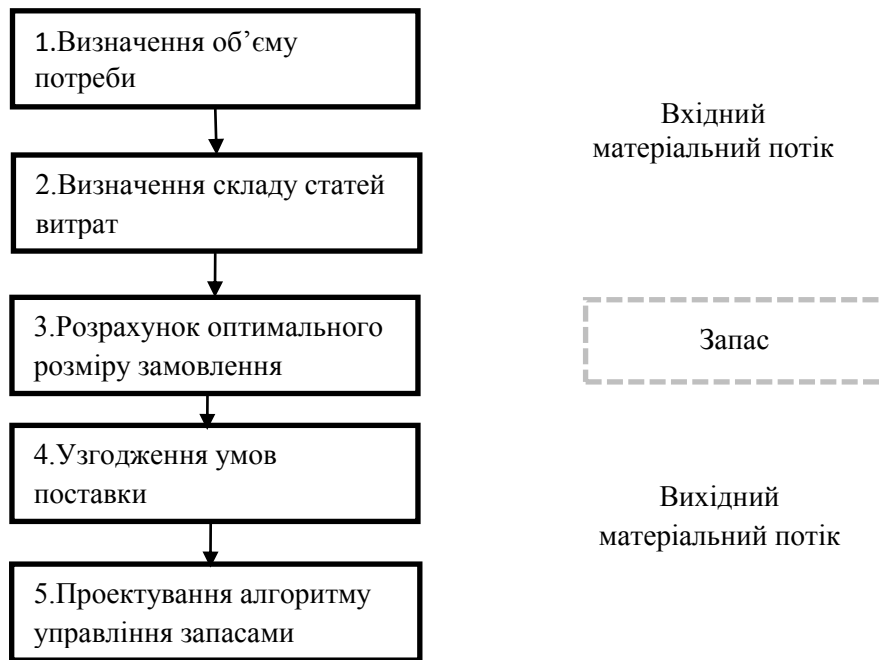 1.Визначення об’єму
потреби
2.Визначення складу статей
витрат
3.Розрахунок оптимального
розміру замовлення
4.Узгодження умов
поставки
5.Проектування алгоритму
управління запасами
Вхідний
матеріальний потік
Запас
Вихідний
матеріальний потік